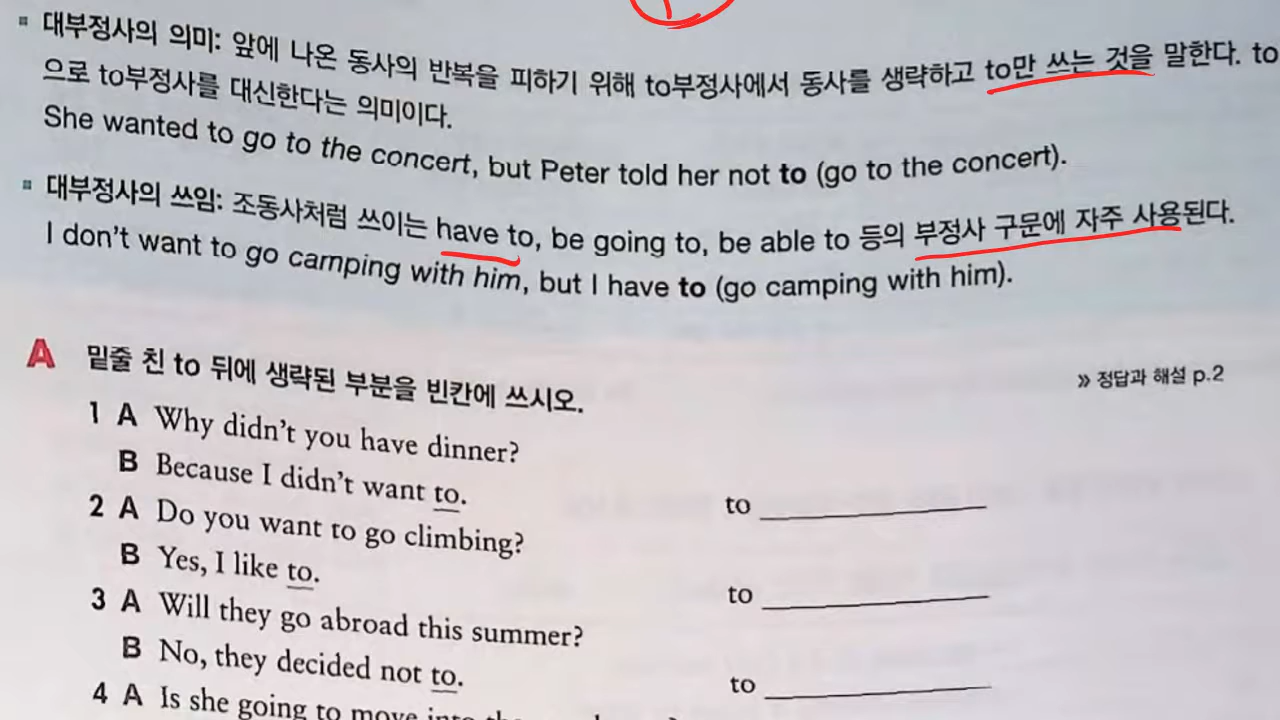 ▪ 대부정사의 의미: 앞에 나온 동사의 반복을 피하기 위해 to부정사에서 동사를 생략하고 to만 쓰는 것을 말한다. to
으로 to부정사를 대신한다는 의미이다.
She wanted to go to the concert, but Peter told her not to (go to the concert).
▪ 대부정사의 쓰임: 조동사처럼 쓰이는 have to, be going to, be able to 등의 부정사 구문에 자주 사용된다.
I don't want to go camping with him, but I have to (go camping with him).
A 밑줄 친 to 뒤에 생략된 부분을 빈칸에 쓰시오.
» 정답과 해설 p.2
1 A Why didn't you have dinner?
B Because I didn't want to.
to
2 A Do you want to go climbing?
B Yes, I like to.
to
3 A Will they go abroad this summer?
B No, they decided not to.
to
4 A Is she going to move into